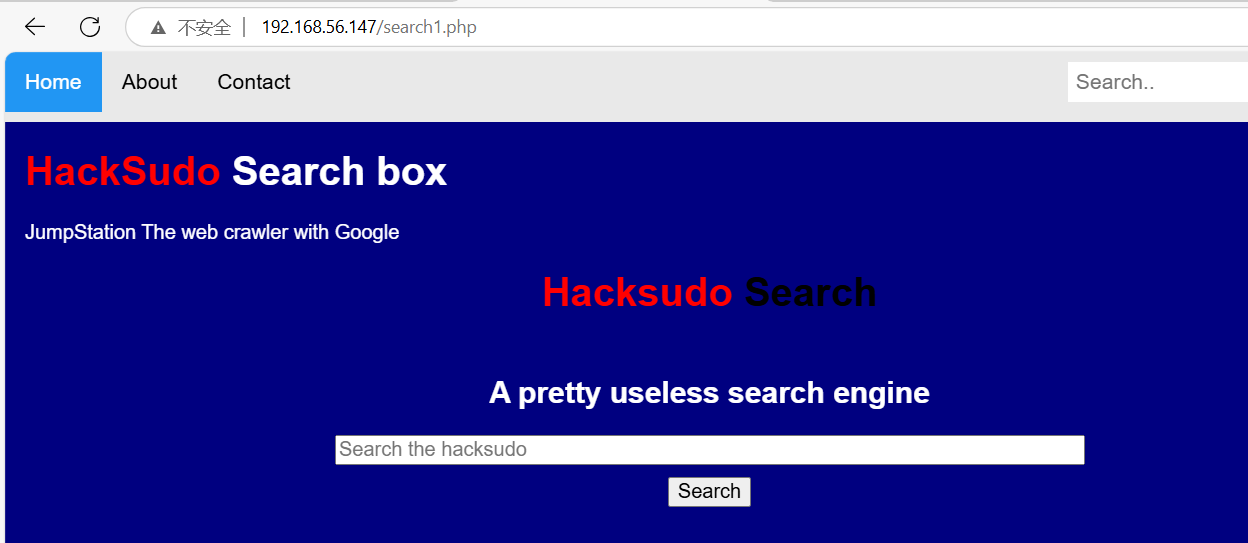 不安全 192.168.56.147/search1.php
Home About Contact Search..
HackSudo Search box
JumpStation The web crawler with Google
Hacksudo Search
A pretty useless search engine
Search the hacksudo
Search